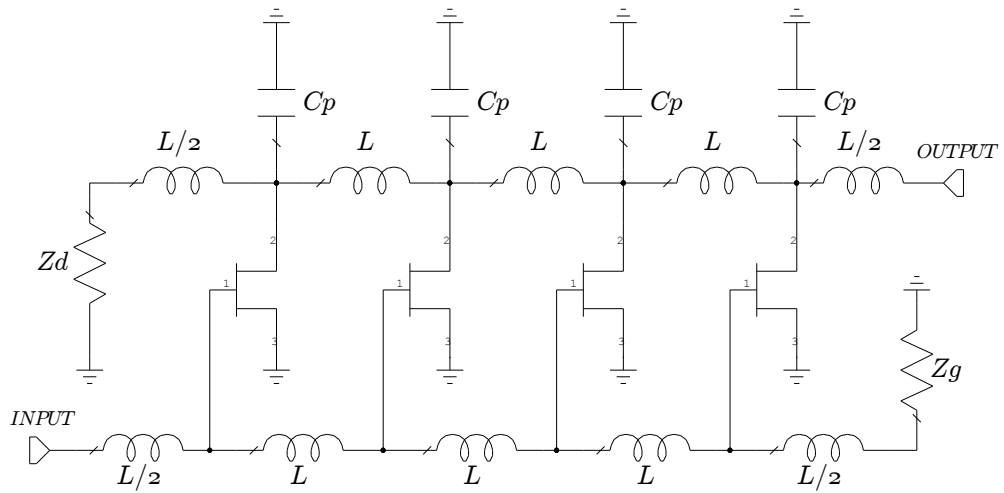 Cp Cp Cp Cp
L/2 L L L L/2 OUTPUT
2 2 2 2
Zd
1 1 1 1
3 3 3 3
Zg
INPUT
L/2 L L L L/2